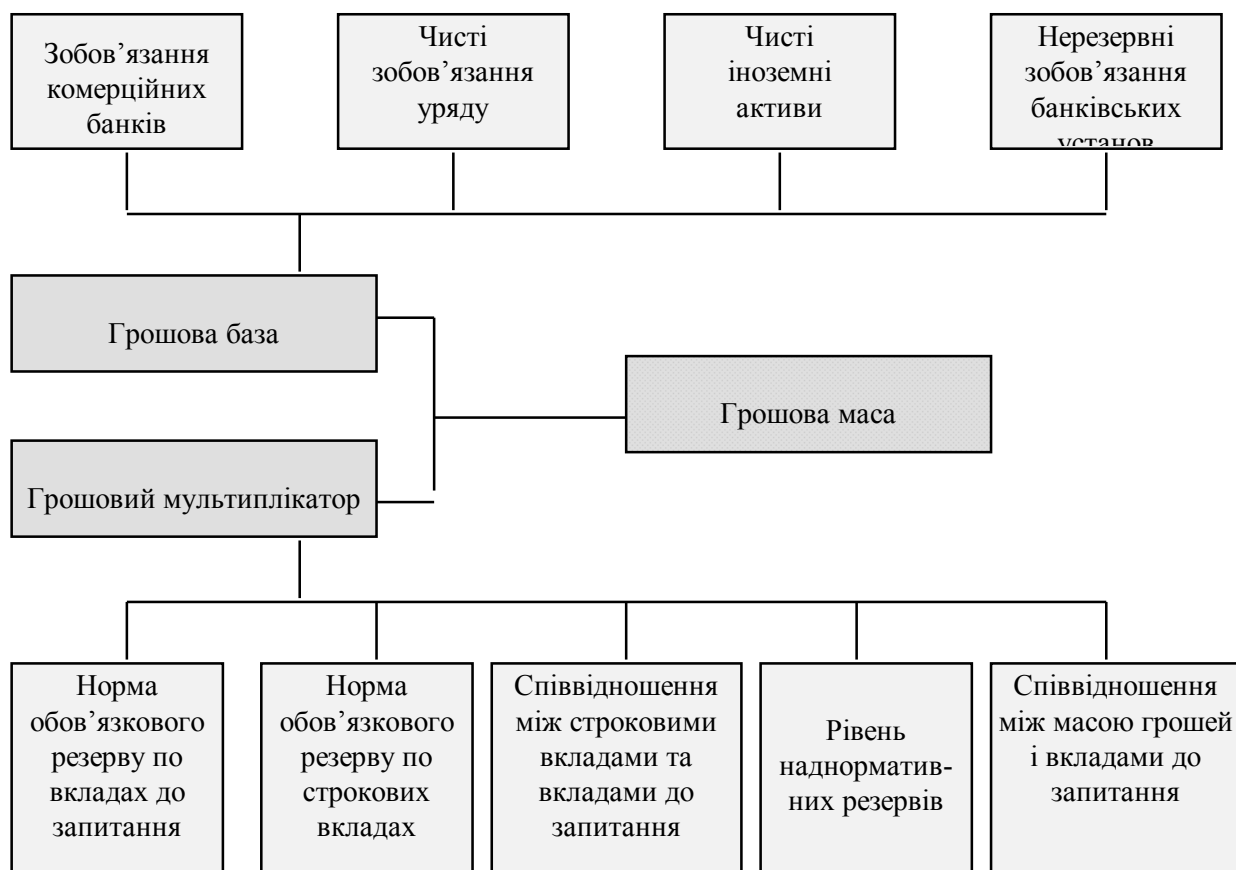 Зобов’язання
комерційних
банків
Чисті
зобов’язання
уряду
Чисті
іноземні
активи
Нерезервні
зобов’язання
банківських
установ
Грошова база
Грошова маса
Грошовий мультиплікатор
Норма
обов’язкового
резерву по
вкладах до
запитання
Норма
обов’язкового
резерву по
строкових
вкладах
Співвідношення
між строковими
вкладами та
вкладами до
запитання
Рівень
наднорматив-
них резервів
Співвідношення
між масою грошей
і вкладами до
запитання